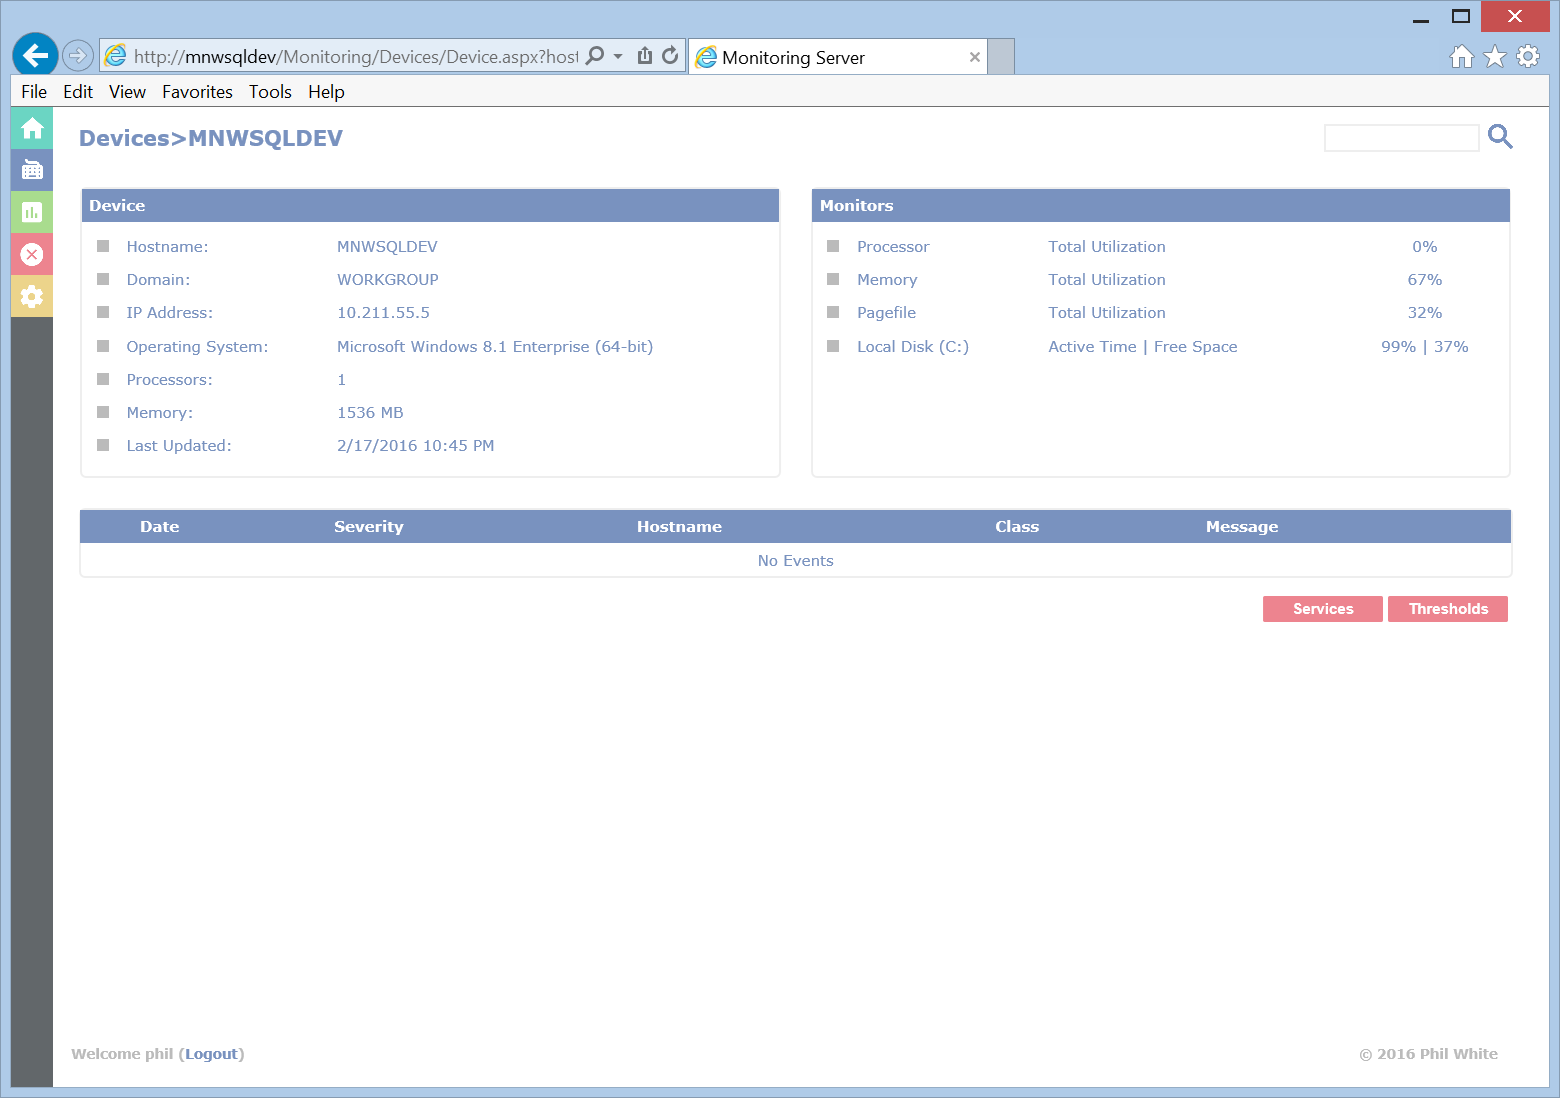 http://mnwsqldev/Monitoring/Devices/Device.aspx?host
Monitoring Server
File Edit View Favorites Tools Help
Devices>MNWSQLDEV
Device
Hostname: MNWSQLDEV
Domain: WORKGROUP
IP Address: 10.211.55.5
Operating System: Microsoft Windows 8.1 Enterprise (64-bit)
Processors: 1
Memory: 1536 MB
Last Updated: 2/17/2016 10:45 PM
Monitors
Processor Total Utilization 0%
Memory Total Utilization 67%
Pagefile Total Utilization 32%
Local Disk (C:) Active Time | Free Space 99% | 37%
Date Severity Hostname Class Message
No Events
Services Thresholds
Welcome phil (Logout)
© 2016 Phil White